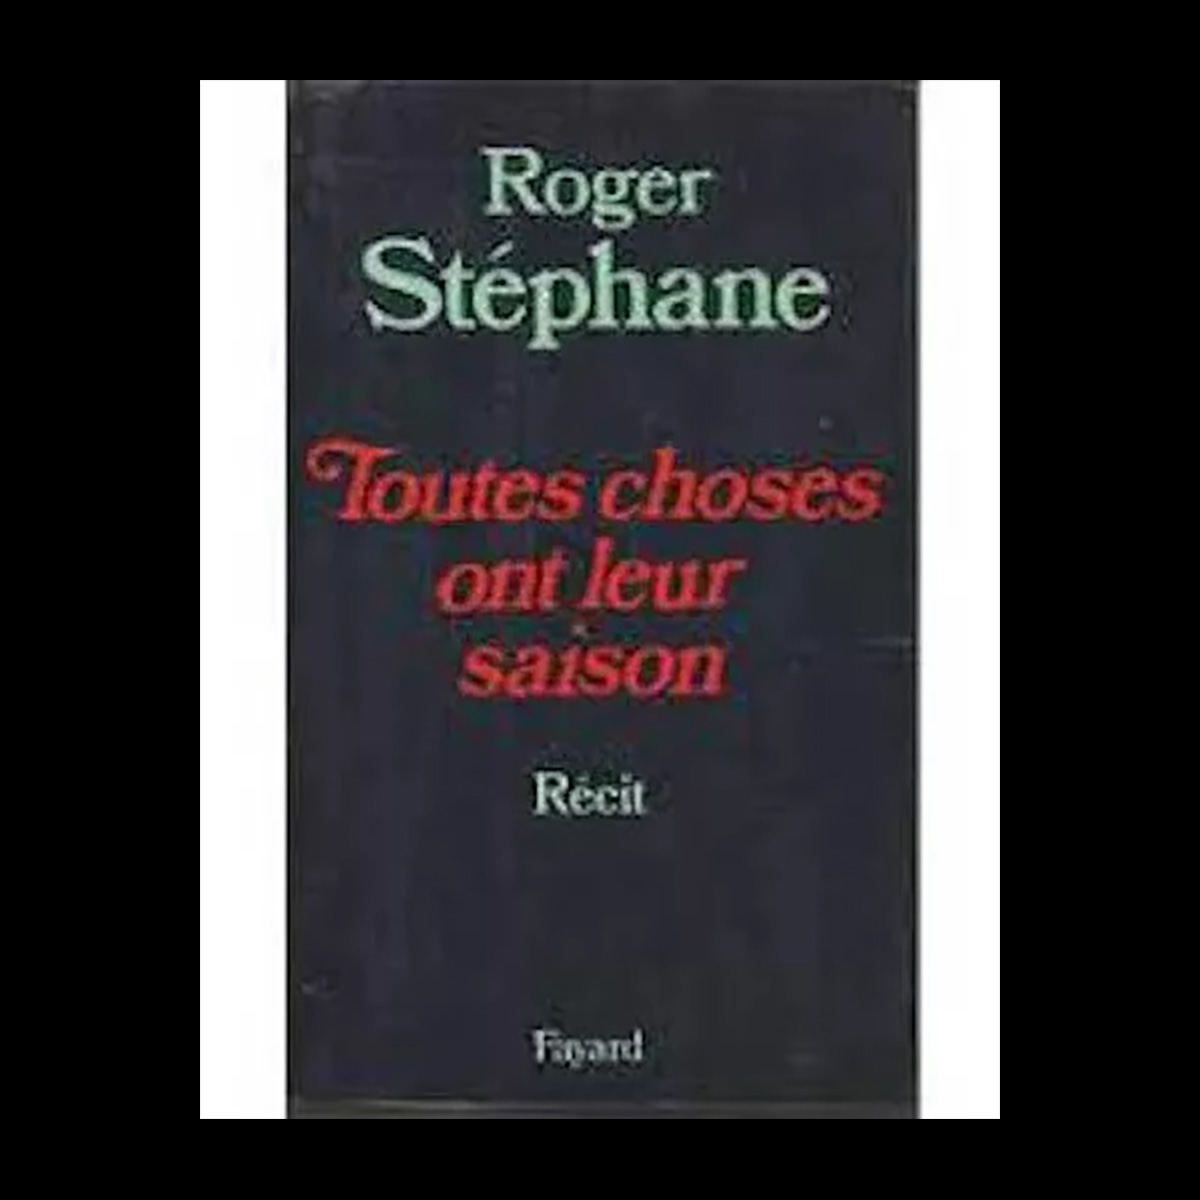 Roger
Stéphane
Toutes choses
ont leur
saison
Récit
Fayard